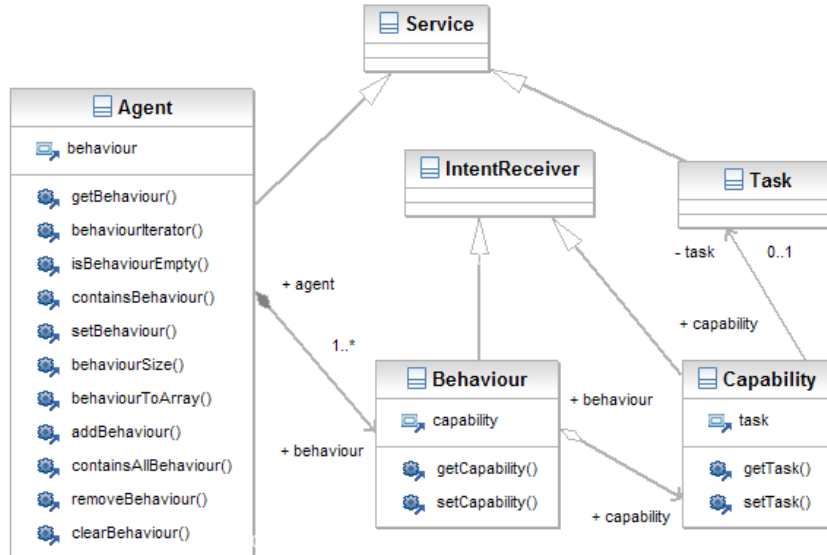 Service
Agent
behaviour
getBehaviour()
behaviourIterator()
isBehaviourEmpty()
containsBehaviour()
setBehaviour()
behaviourSize()
behaviourToArray()
addBehaviour()
containsAllBehaviour()
removeBehaviour()
clearBehaviour()
IntentReceiver
Task
- task
0..1
+ agent
1..*
+ behaviour
+ capability
Behaviour
capability
getCapability()
setCapability()
+ behaviour
+ capability
Capability
task
getTask()
setTask()